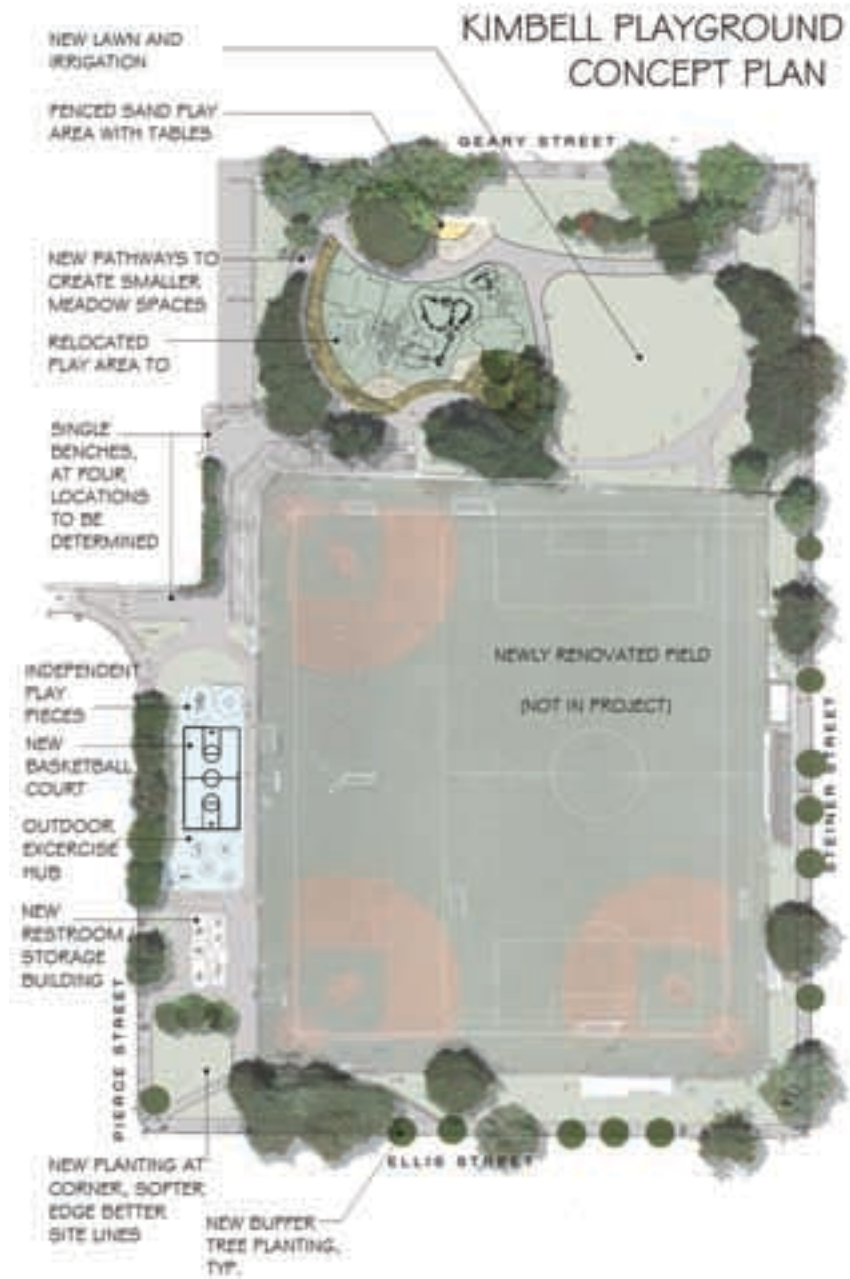 KIMBELL PLAYGROUND
CONCEPT PLAN
NEW LAWN AND
IRRIGATION
FENCED SAND PLAY
AREA WITH TABLES
GEARY STREET
NEW PATHWAYS TO
CREATE SMALLER
MEADOW SPACES
RELOCATED
PLAY AREA TO
SINGLE
BENCHES,
AT FOUR
LOCATIONS
TO BE
DETERMINED
NEWLY RENOVATED FIELD
(NOT IN PROJECT)
INDEPENDENT
PLAY
PIECES
NEW
BASKETBALL
COURT
OUTDOOR
EXCERCISE
HUB
NEW
RESTROOM
STORAGE
BUILDING
STEINER STREET
PIERCE STREET
ELLIS STREET
NEW PLANTING AT
CORNER, SOFTER
EDGE BETTER
SITE LINES
NEW BUFFER
TREE PLANTING,
TYP.